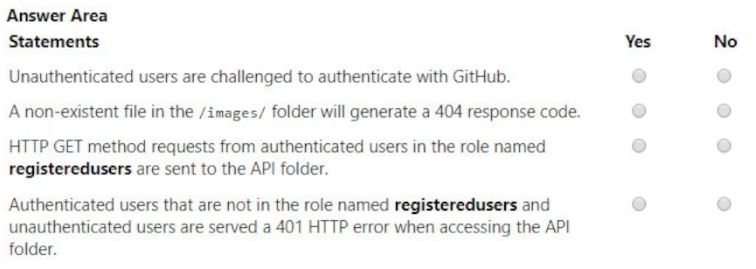 Answer Area
Statements Yes No
Unauthenticated users are challenged to authenticate with GitHub.
A non-existent file in the /images/ folder will generate a 404 response code.
HTTP GET method requests from authenticated users in the role named
registeredusers are sent to the API folder.
Authenticated users that are not in the role named registeredusers and
unauthenticated users are served a 401 HTTP error when accessing the API
folder.